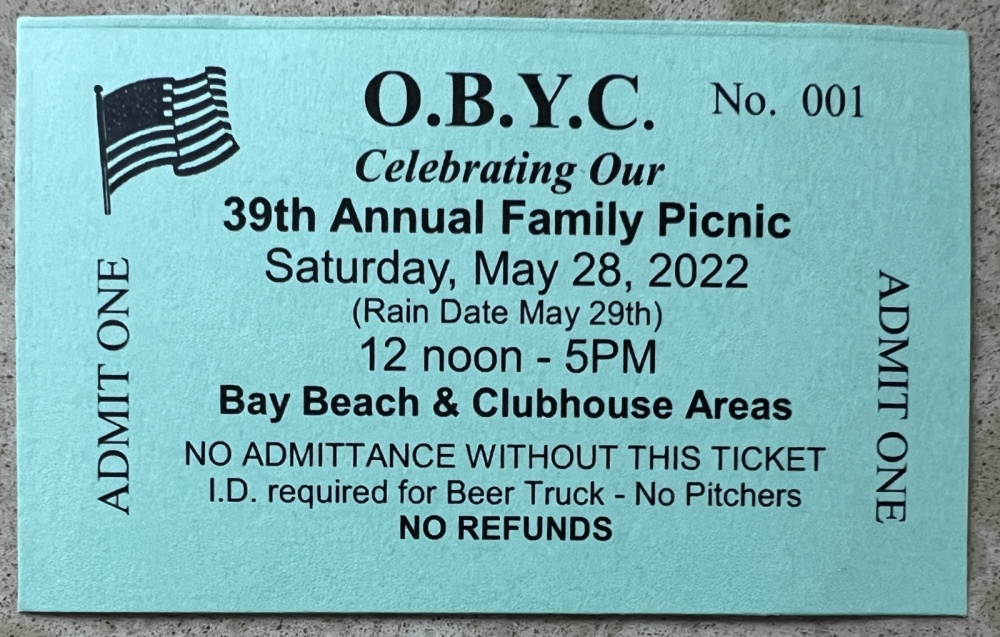 O.B.Y.C.
No. 001
Celebrating Our
39th Annual Family Picnic
Saturday, May 28, 2022
(Rain Date May 29th)
12 noon - 5PM
Bay Beach & Clubhouse Areas
NO ADMITTANCE WITHOUT THIS TICKET
I.D. required for Beer Truck - No Pitchers
NO REFUNDS
ADMIT ONE
ADMIT ONE